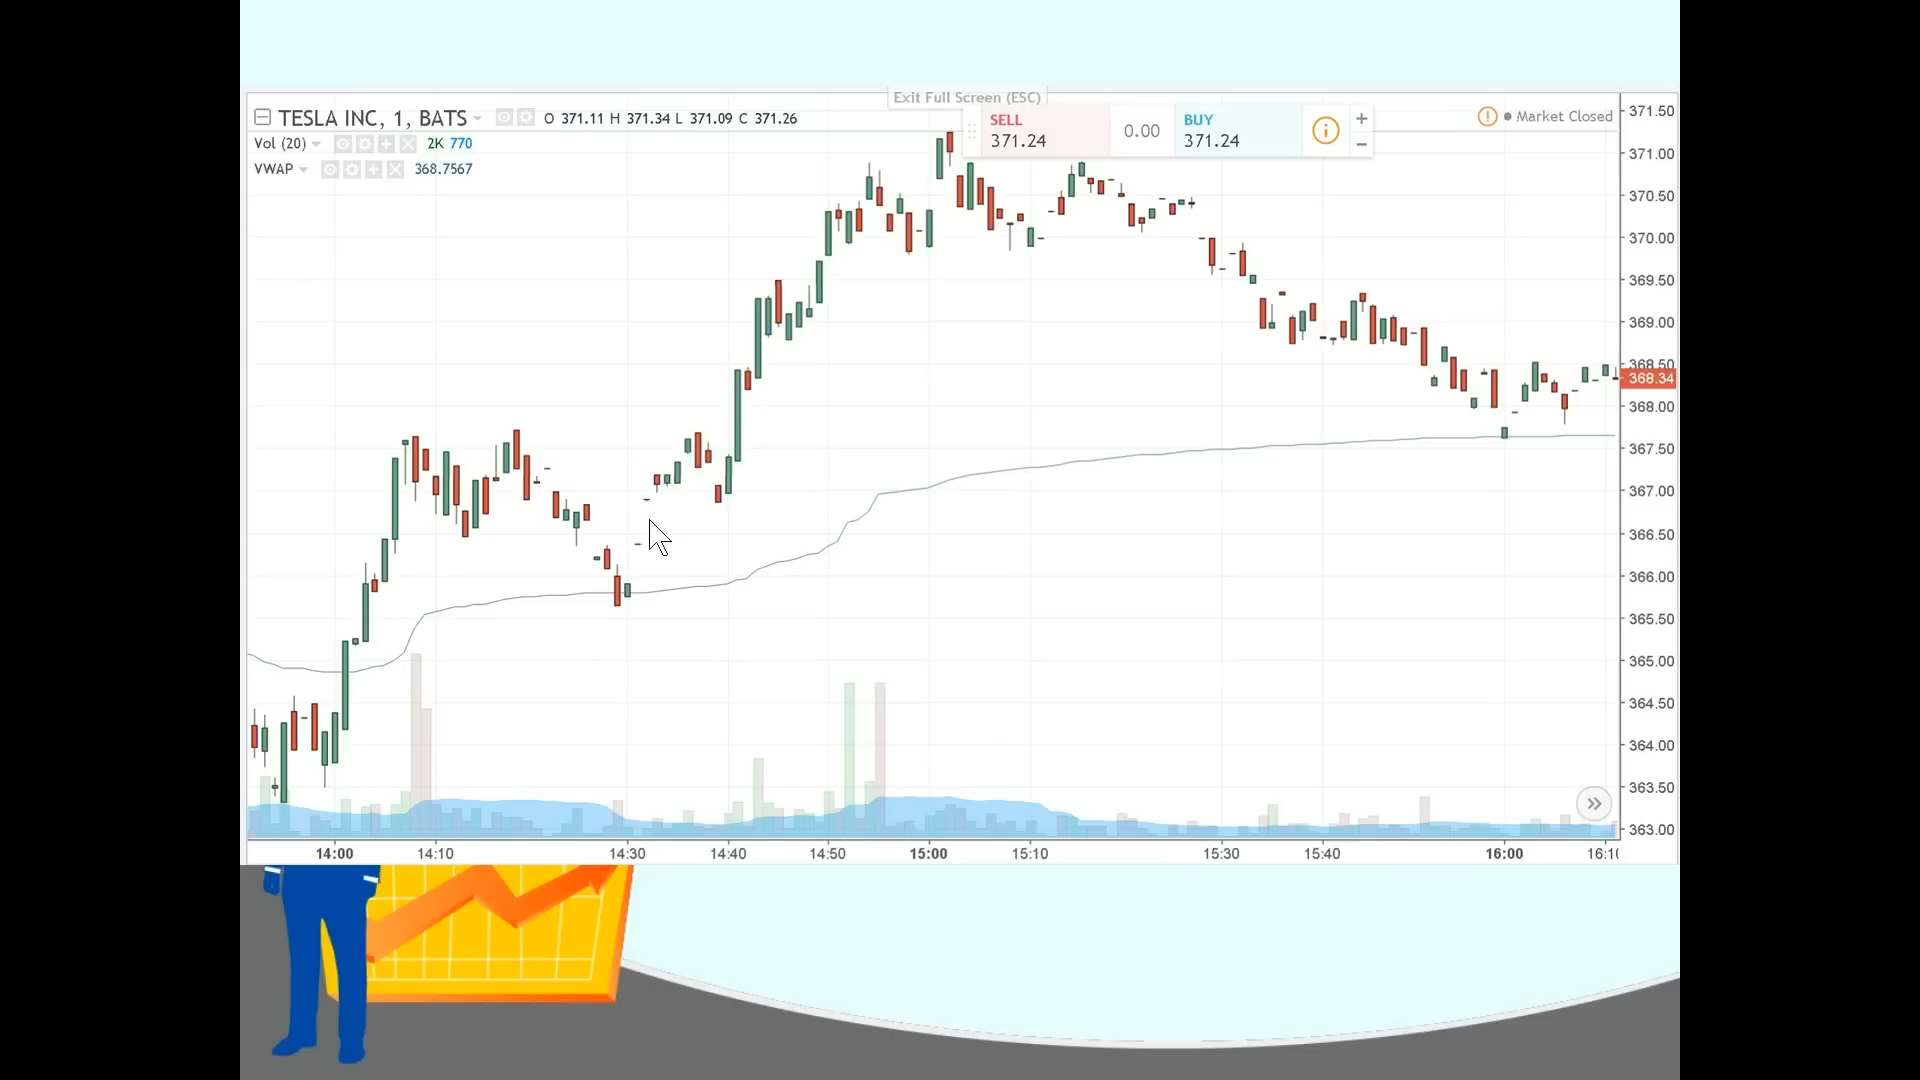 Exit Full Screen (ESC)
TESLA INC, 1, BATS O 371.11 H 371.34 L 371.09 C 371.26
SELL
371.24
0.00
BUY
371.24
Market Closed
Vol (20) 2K 770
VWAP 368.7567
371.50
371.00
370.50
370.00
369.50
369.00
368.50
368.34
368.00
367.50
367.00
366.50
366.00
365.50
365.00
364.50
364.00
363.50
363.00
14:00 14:10 14:30 14:40 14:50 15:00 15:10 15:30 15:40 16:00 16:10